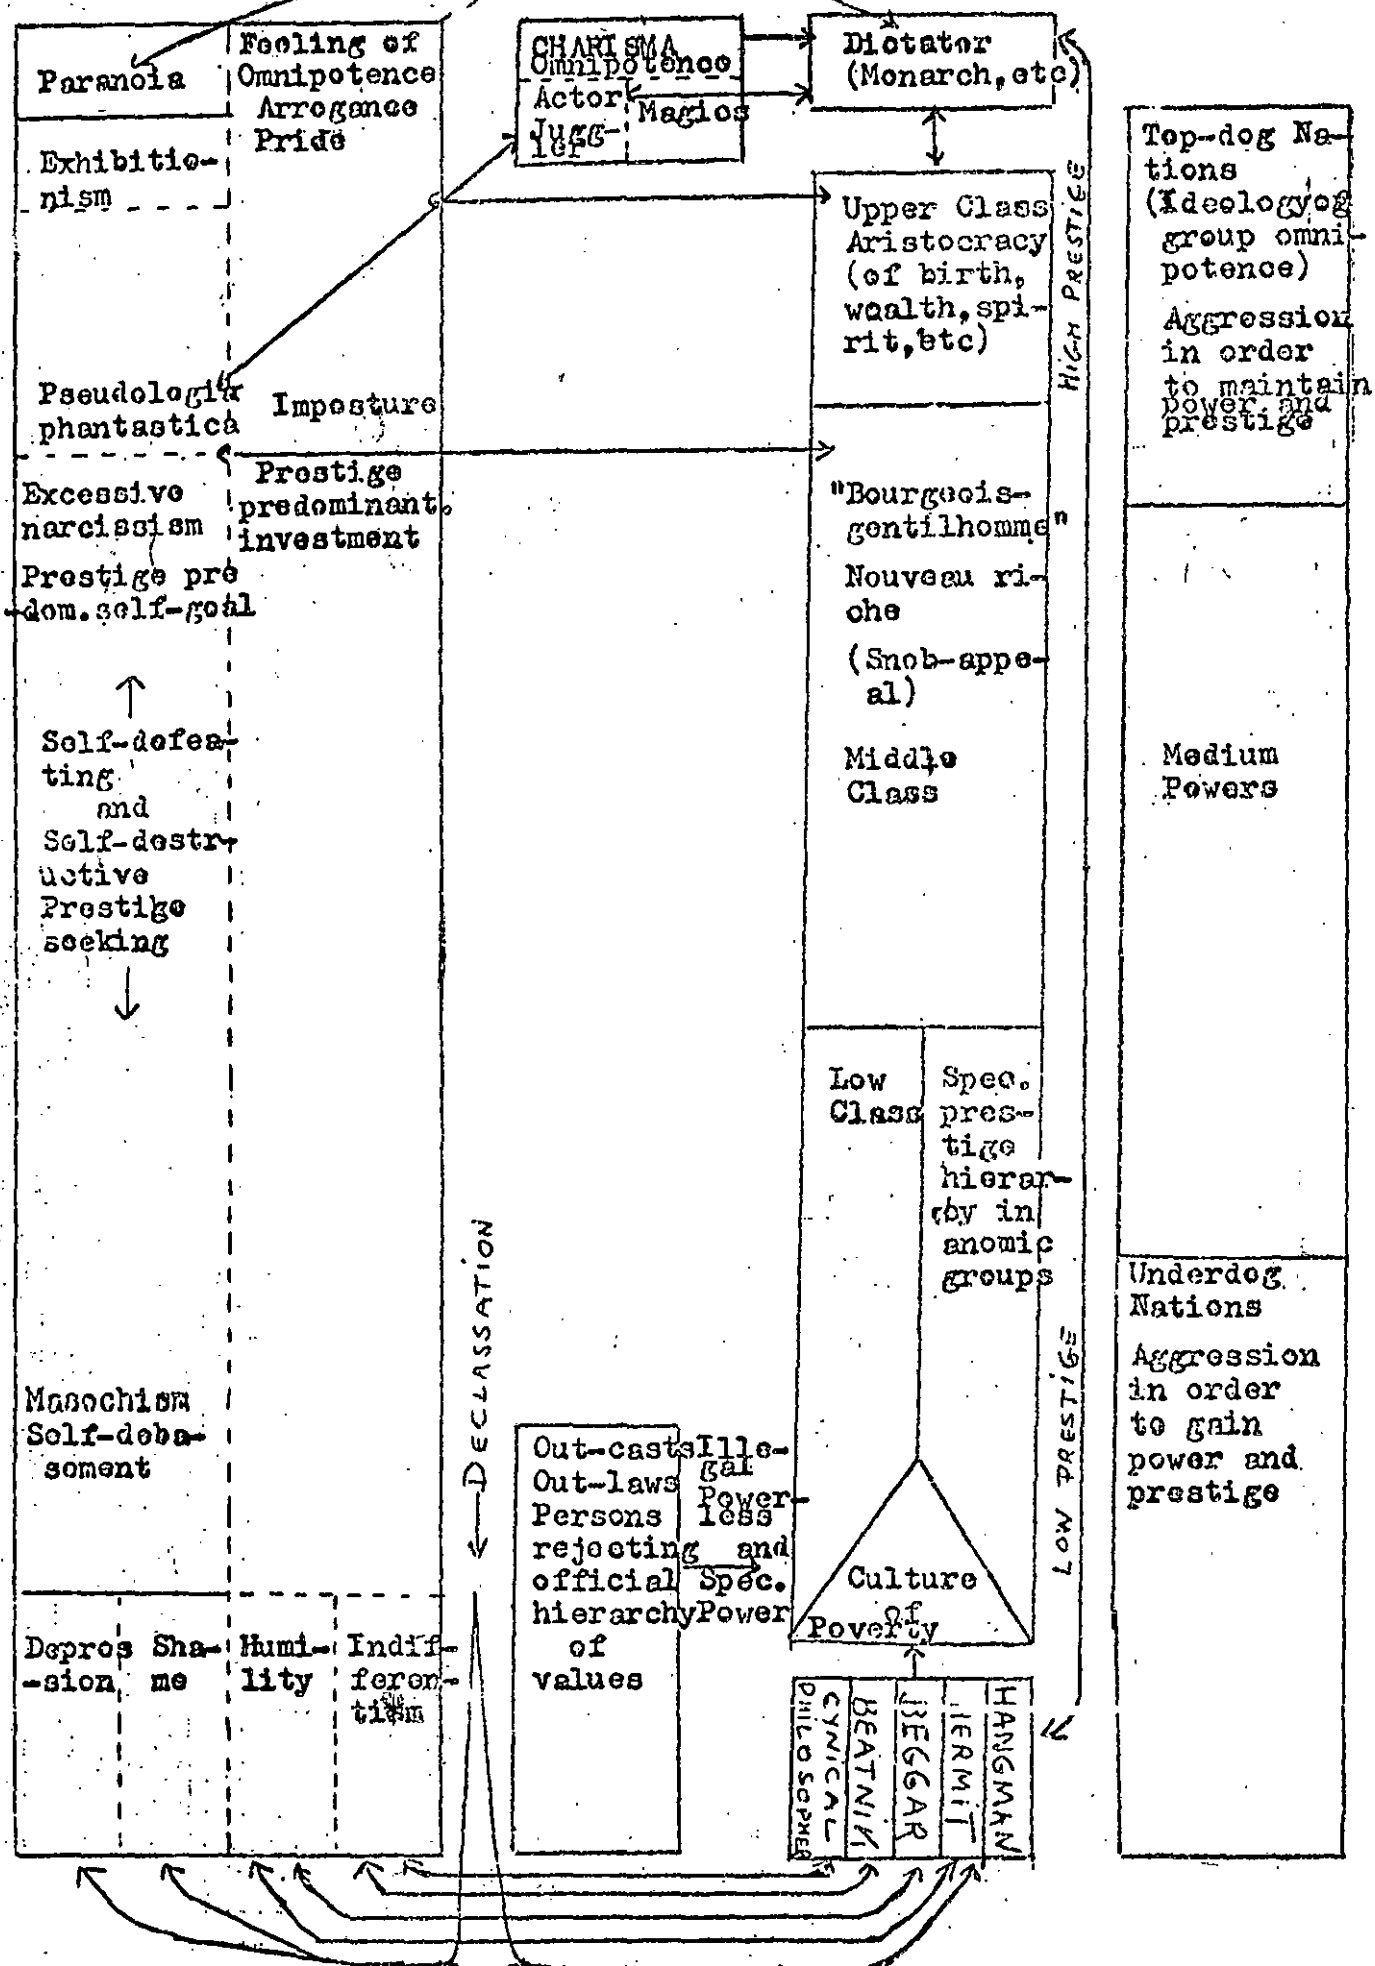 Paranoia
Feeling of
Omnipotence
Arrogance
Pride
Exhibitio-
nism
Pseudologia
phantastica
Imposture
Excessive
narcissism
Prestige pre
dom.self-goal
Prestige
predominant.
investment
Self-defea-
ting
and
Self-destr-
uctive
Prestige
seeking
Masochism
Self-deba-
sement
Depres
-sion
Sha-
me
Humi-
lity
Indif-
feren-
tism
DECLASSATION
CHARISMA
Omnipotence
Actor
Jugg-
ler
Magics
Out-casts
Out-laws
Persons
rejecting
official
hierarchy
of
values
Ille-
gal
Power-
less
and
Spec.
Power
Dictator
(Monarch,etc)
Upper Class
Aristocracy
(of birth,
wealth,spi-
rit,etc)
"Bourgeois-
gentilhomme"
Nouveau ri-
che
(Snob-appe-
al)
Middle
Class
Low
Class
Spec.
pres-
tige
hierar-
chy in
anomic
groups
Culture
of
Poverty
CYNICAL
PHILOSOPHER
BEATNIK
BEGGAR
HERMIT
HANGMAN
HIGH PRESTIGE
LOW PRESTIGE
Top-dog Na-
tions
(Ideologyog
group omni-
potence)
Aggression
in order
to maintain
power and
prestige
Medium
Powers
Underdog
Nations
Aggression
in order
to gain
power and
prestige